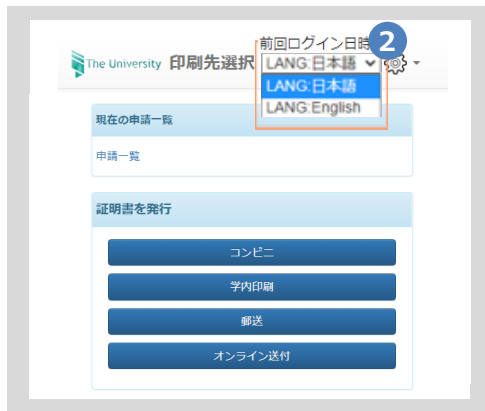 前回ログイン日時
2
The University 印刷先選択 LANG:日本語
LANG:日本語
LANG:English
現在の申請一覧
申請一覧
証明書を発行
コンビニ
学内印刷
郵送
オンライン送付